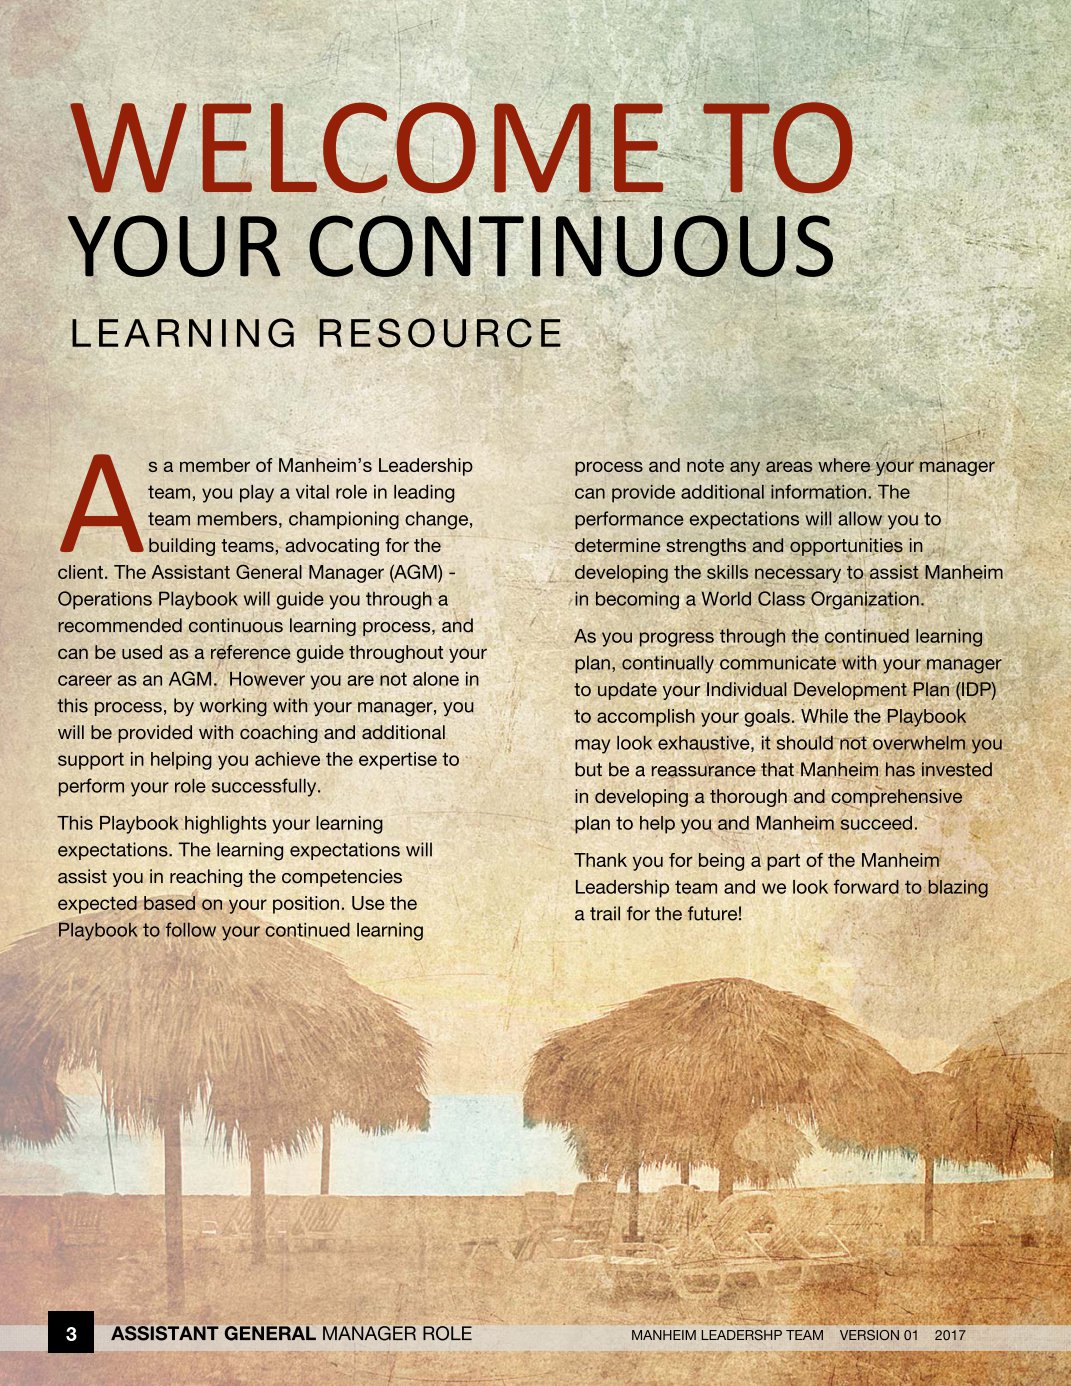 WELCOME TO
YOUR CONTINUOUS
LEARNING RESOURCE
As a member of Manheim’s Leadership
team, you play a vital role in leading
team members, championing change,
building teams, advocating for the
client. The Assistant General Manager (AGM) -
Operations Playbook will guide you through a
recommended continuous learning process, and
can be used as a reference guide throughout your
career as an AGM.  However you are not alone in
this process, by working with your manager, you
will be provided with coaching and additional
support in helping you achieve the expertise to
perform your role successfully.
This Playbook highlights your learning
expectations. The learning expectations will
assist you in reaching the competencies
expected based on your position. Use the
Playbook to follow your continued learning
process and note any areas where your manager
can provide additional information. The
performance expectations will allow you to
determine strengths and opportunities in
developing the skills necessary to assist Manheim
in becoming a World Class Organization.
As you progress through the continued learning
plan, continually communicate with your manager
to update your Individual Development Plan (IDP)
to accomplish your goals. While the Playbook
may look exhaustive, it should not overwhelm you
but be a reassurance that Manheim has invested
in developing a thorough and comprehensive
plan to help you and Manheim succeed.
Thank you for being a part of the Manheim
Leadership team and we look forward to blazing
a trail for the future!
3 ASSISTANT GENERAL MANAGER ROLE MANHEIM LEADERSHP TEAM VERSION 01 2017